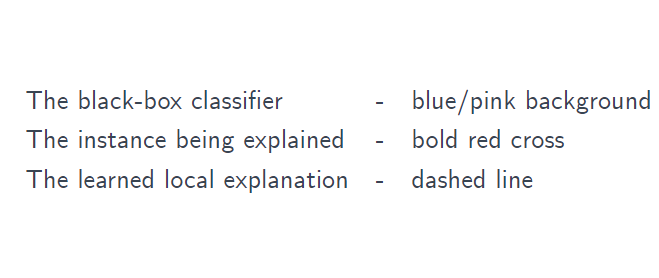 The black-box classifier - blue/pink background
The instance being explained - bold red cross
The learned local explanation - dashed line